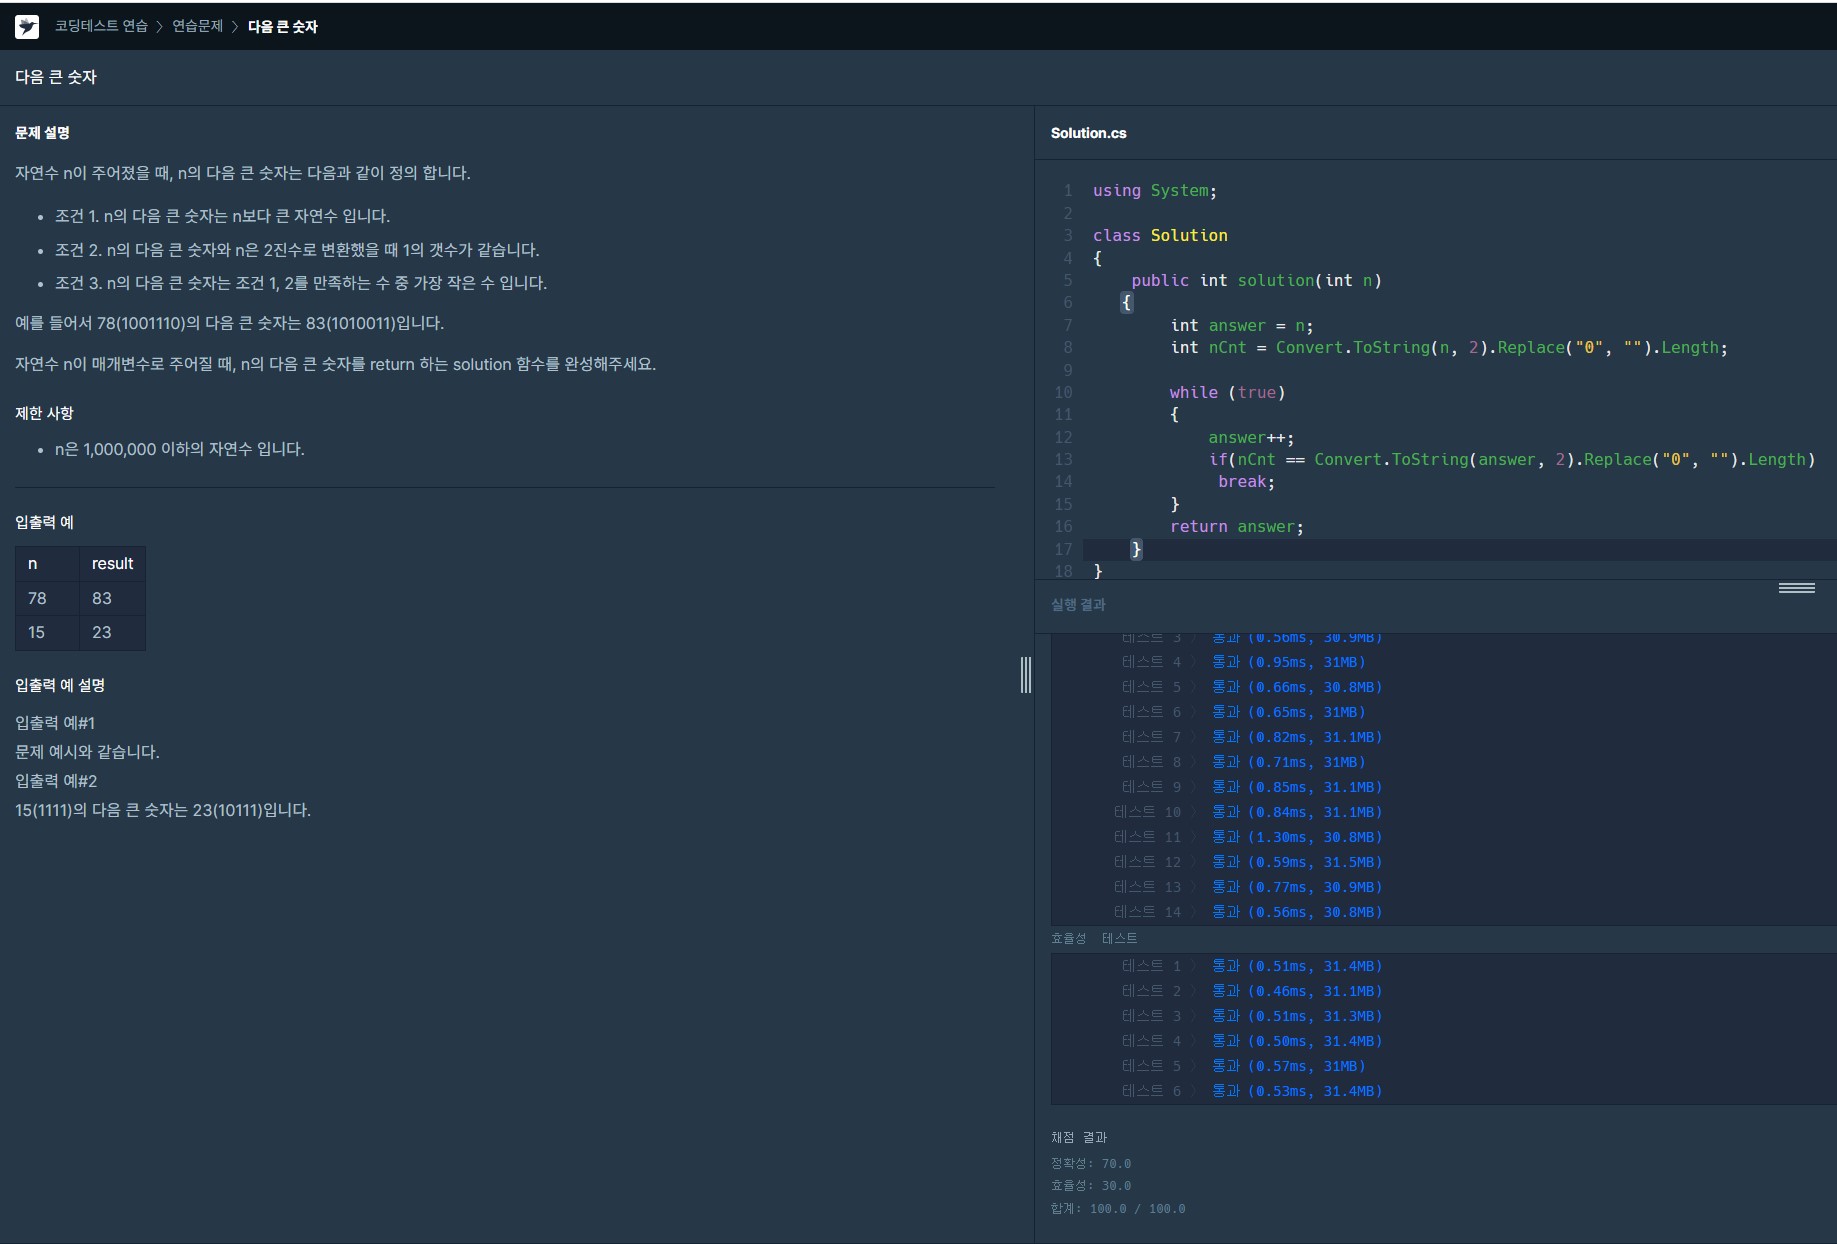 코딩테스트 연습 > 연습문제 > 다음 큰 숫자
다음 큰 숫자
문제 설명
자연수 n이 주어졌을 때, n의 다음 큰 숫자는 다음과 같이 정의 합니다.
• 조건 1. n의 다음 큰 숫자는 n보다 큰 자연수 입니다.
• 조건 2. n의 다음 큰 숫자와 n은 2진수로 변환했을 때 1의 갯수가 같습니다.
• 조건 3. n의 다음 큰 숫자는 조건 1, 2를 만족하는 수 중 가장 작은 수 입니다.
예를 들어서 78(1001110)의 다음 큰 숫자는 83(1010011)입니다.
자연수 n이 매개변수로 주어질 때, n의 다음 큰 숫자를 return 하는 solution 함수를 완성해주세요.
제한 사항
• n은 1,000,000 이하의 자연수 입니다.
입출력 예
n result
78 83
15 23
입출력 예 설명
입출력 예#1
문제 예시와 같습니다.
입출력 예#2
15(1111)의 다음 큰 숫자는 23(10111)입니다.
Solution.cs
1 using System;
2
3 class Solution
4 {
5     public int solution(int n)
6    {
7         int answer = n;
8         int nCnt = Convert.ToString(n, 2).Replace("0", "").Length;
9
10         while (true)
11         {
12             answer++;
13             if(nCnt == Convert.ToString(answer, 2).Replace("0", "").Length)
14              break;
15         }
16         return answer;
17     }
18 }
실행 결과
테스트 3 > 통과 (0.56ms, 30.9MB)
테스트 4 > 통과 (0.95ms, 31MB)
테스트 5 > 통과 (0.66ms, 30.8MB)
테스트 6 > 통과 (0.65ms, 31MB)
테스트 7 > 통과 (0.82ms, 31.1MB)
테스트 8 > 통과 (0.71ms, 31MB)
테스트 9 > 통과 (0.85ms, 31.1MB)
테스트 10 > 통과 (0.84ms, 31.1MB)
테스트 11 > 통과 (1.30ms, 30.8MB)
테스트 12 > 통과 (0.59ms, 31.5MB)
테스트 13 > 통과 (0.77ms, 30.9MB)
테스트 14 > 통과 (0.56ms, 30.8MB)
효율성 테스트
테스트 1 > 통과 (0.51ms, 31.4MB)
테스트 2 > 통과 (0.46ms, 31.1MB)
테스트 3 > 통과 (0.51ms, 31.3MB)
테스트 4 > 통과 (0.50ms, 31.4MB)
테스트 5 > 통과 (0.57ms, 31MB)
테스트 6 > 통과 (0.53ms, 31.4MB)
채점 결과
정확성: 70.0
효율성: 30.0
합계: 100.0 / 100.0